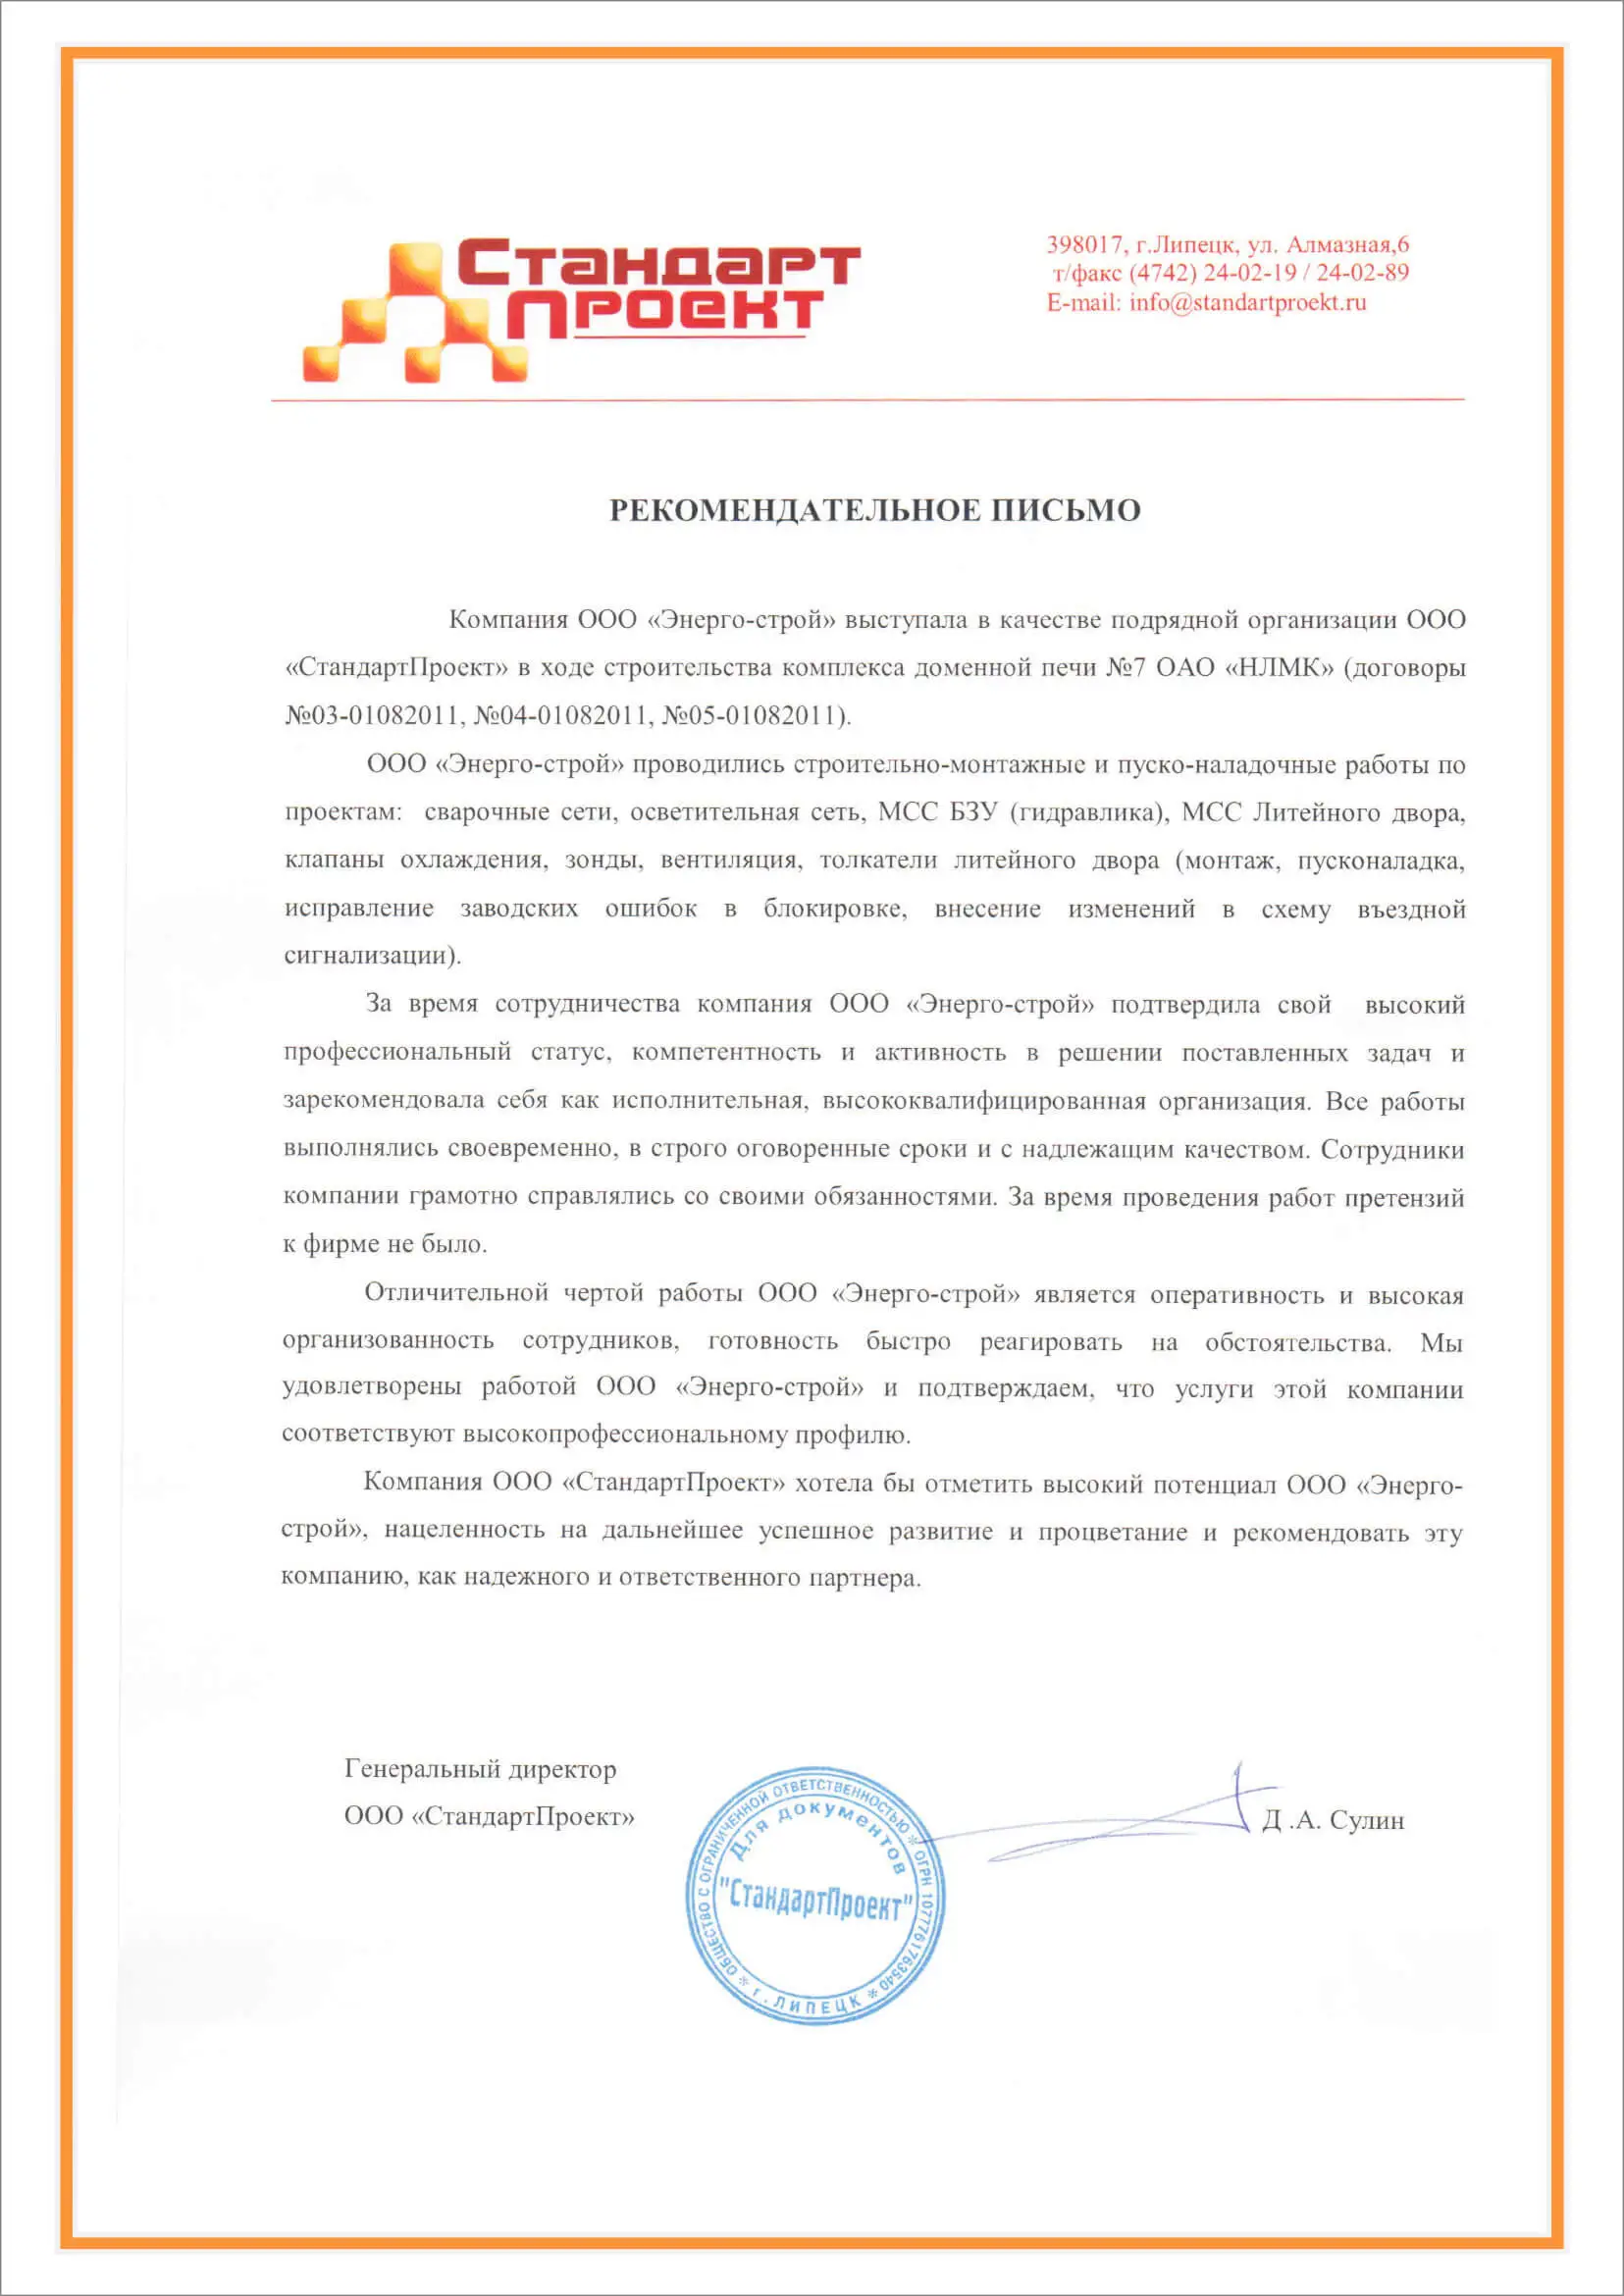 Стандарт
Проект
398017, г.Липецк, ул. Алмазная,6
т/факс (4742) 24-02-19 / 24-02-89
E-mail: info@standartproekt.ru
РЕКОМЕНДАТЕЛЬНОЕ ПИСЬМО
Компания ООО «Энерго-строй» выступала в качестве подрядной организации ООО
«СтандартПроект» в ходе строительства комплекса доменной печи №7 ОАО «НЛМК» (договоры
№03-01082011, №04-01082011, №05-01082011).
ООО «Энерго-строй» проводились строительно-монтажные и пуско-наладочные работы по
проектам: сварочные сети, осветительная сеть, МСС БЗУ (гидравлика), МСС Литейного двора,
клапаны охлаждения, зонды, вентиляция, толкатели литейного двора (монтаж, пусконаладка,
исправление заводских ошибок в блокировке, внесение изменений в схему въездной
сигнализации).
За время сотрудничества компания ООО «Энерго-строй» подтвердила свой высокий
профессиональный статус, компетентность и активность в решении поставленных задач и
зарекомендовала себя как исполнительная, высококвалифицированная организация. Все работы
выполнялись своевременно, в строго оговоренные сроки и с надлежащим качеством. Сотрудники
компании грамотно справлялись со своими обязанностями. За время проведения работ претензий
к фирме не было.
Отличительной чертой работы ООО «Энерго-строй» является оперативность и высокая
организованность сотрудников, готовность быстро реагировать на обстоятельства. Мы
удовлетворены работой ООО «Энерго-строй» и подтверждаем, что услуги этой компании
соответствуют высокопрофессиональному профилю.
Компания ООО «СтандартПроект» хотела бы отметить высокий потенциал ООО «Энерго-
строй», нацеленность на дальнейшее успешное развитие и процветание и рекомендовать эту
компанию, как надежного и ответственного партнера.
Генеральный директор
ООО «СтандартПроект»
Д .А. Сулин
ОБЩЕСТВО С ОГРАНИЧЕННОЙ ОТВЕТСТВЕННОСТЬЮ * ОГРН 1077761763540 *
г. ЛИПЕЦК *
Для документов
"СтандартПроект"